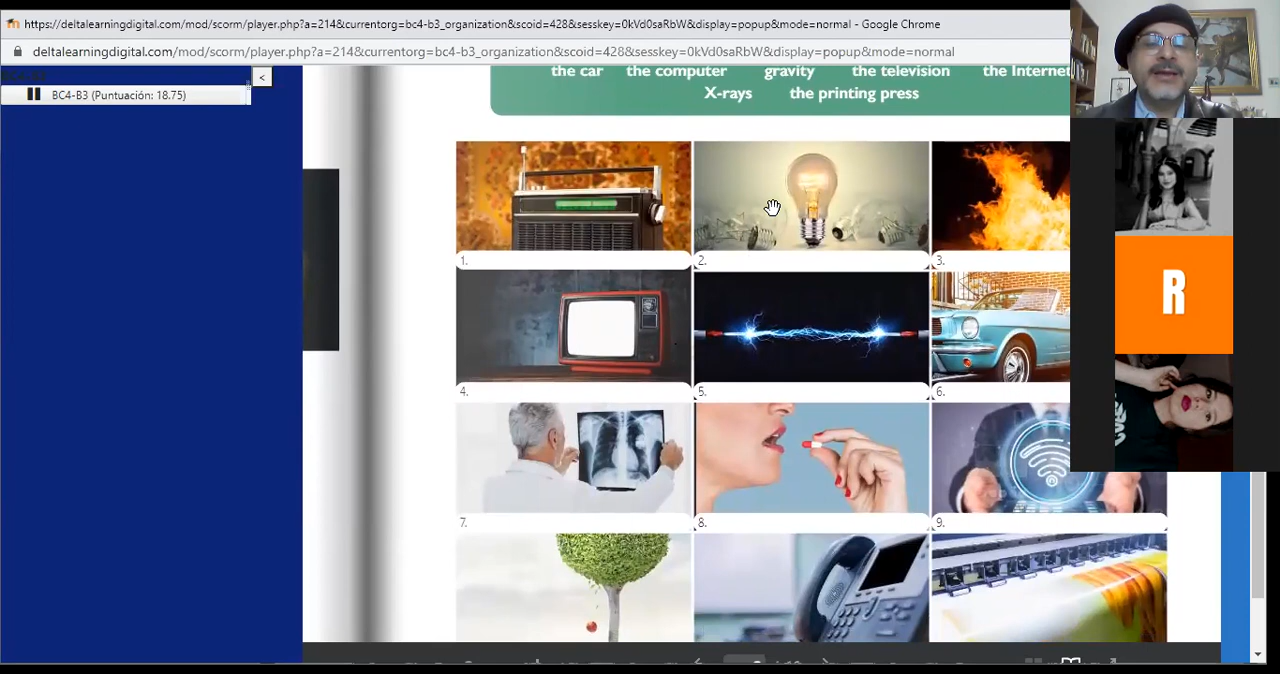 https://deltalearningdigital.com/mod/scorm/player.php?a=214&currentorg=bc4-b3_organization&scoid=428&sesskey=0kVd0saRbW&display=popup&mode=normal - Google Chrome
deltalearningdigital.com/mod/scorm/player.php?a=214&currentorg=bc4-b3_organization&scoid=428&sesskey=0kVd0saRbW&display=popup&mode=normal
BC4-B3
<
BC4-B3 (Puntuación: 18.75)
the car the computer gravity the television the Internet
X-rays the printing press
1. 2. 3.
4. 5. 6.
7. 8. 9.
R